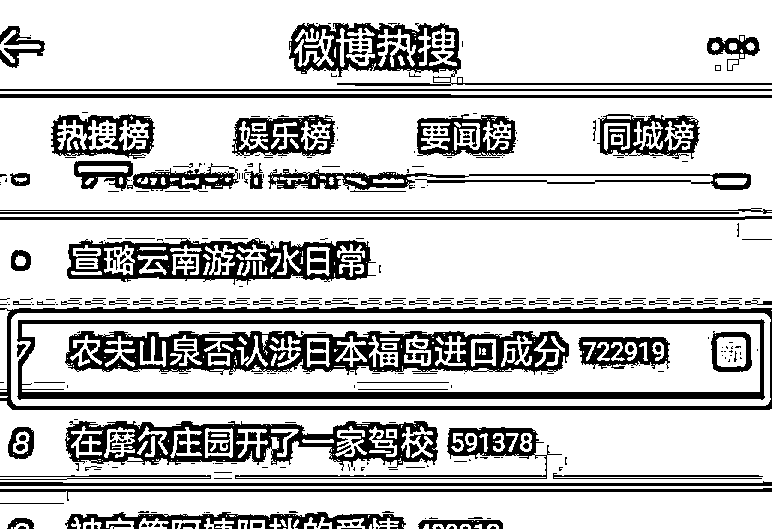 微博热搜
热搜榜 娱乐榜 要闻榜 同城榜
宣璐云南游流水日常
7 农夫山泉否认涉日本福岛进口成分 722919 新
8 在摩尔庄园开了一家驾校 591378